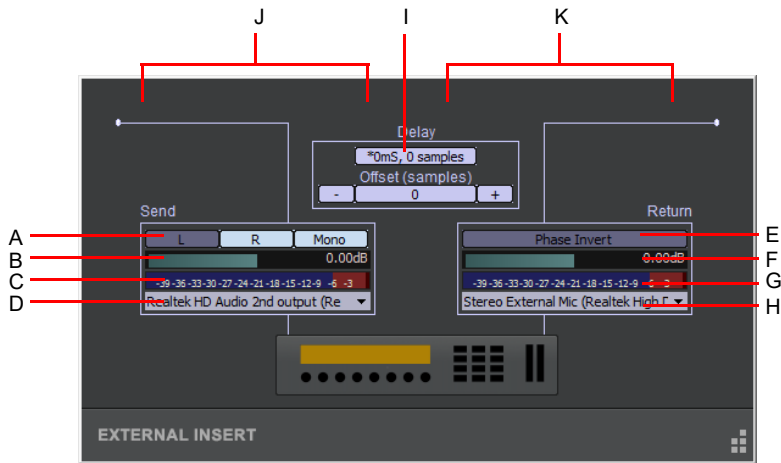 J
I
K
Delay
*0mS, 0 samples
Offset (samples)
- 0 +
Send
Return
A
L R Mono
Phase Invert
E
B
0.00dB
0.00dB
F
C
-39 -36 -33 -30 -27 -24 -21 -18 -15 -12 -9 -6 -3
-39 -36 -33 -30 -27 -24 -21 -18 -15 -12 -9 -6 -3
G
D
Realtek HD Audio 2nd output (Re
Stereo External Mic (Realtek High D
H
EXTERNAL INSERT